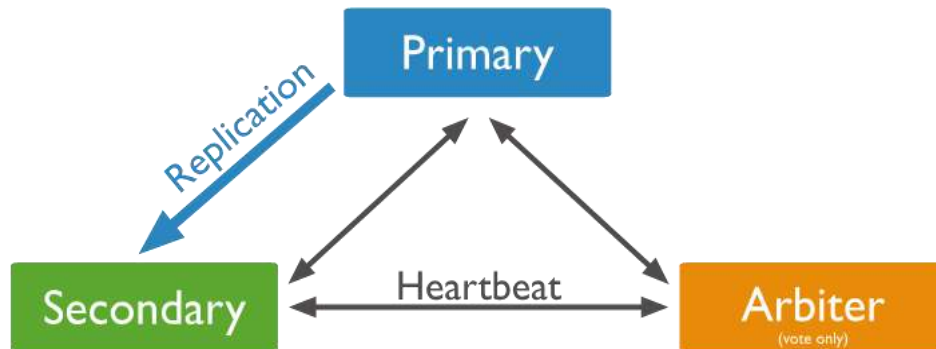 Primary
Replication
Heartbeat
Secondary
Arbiter
(vote only)